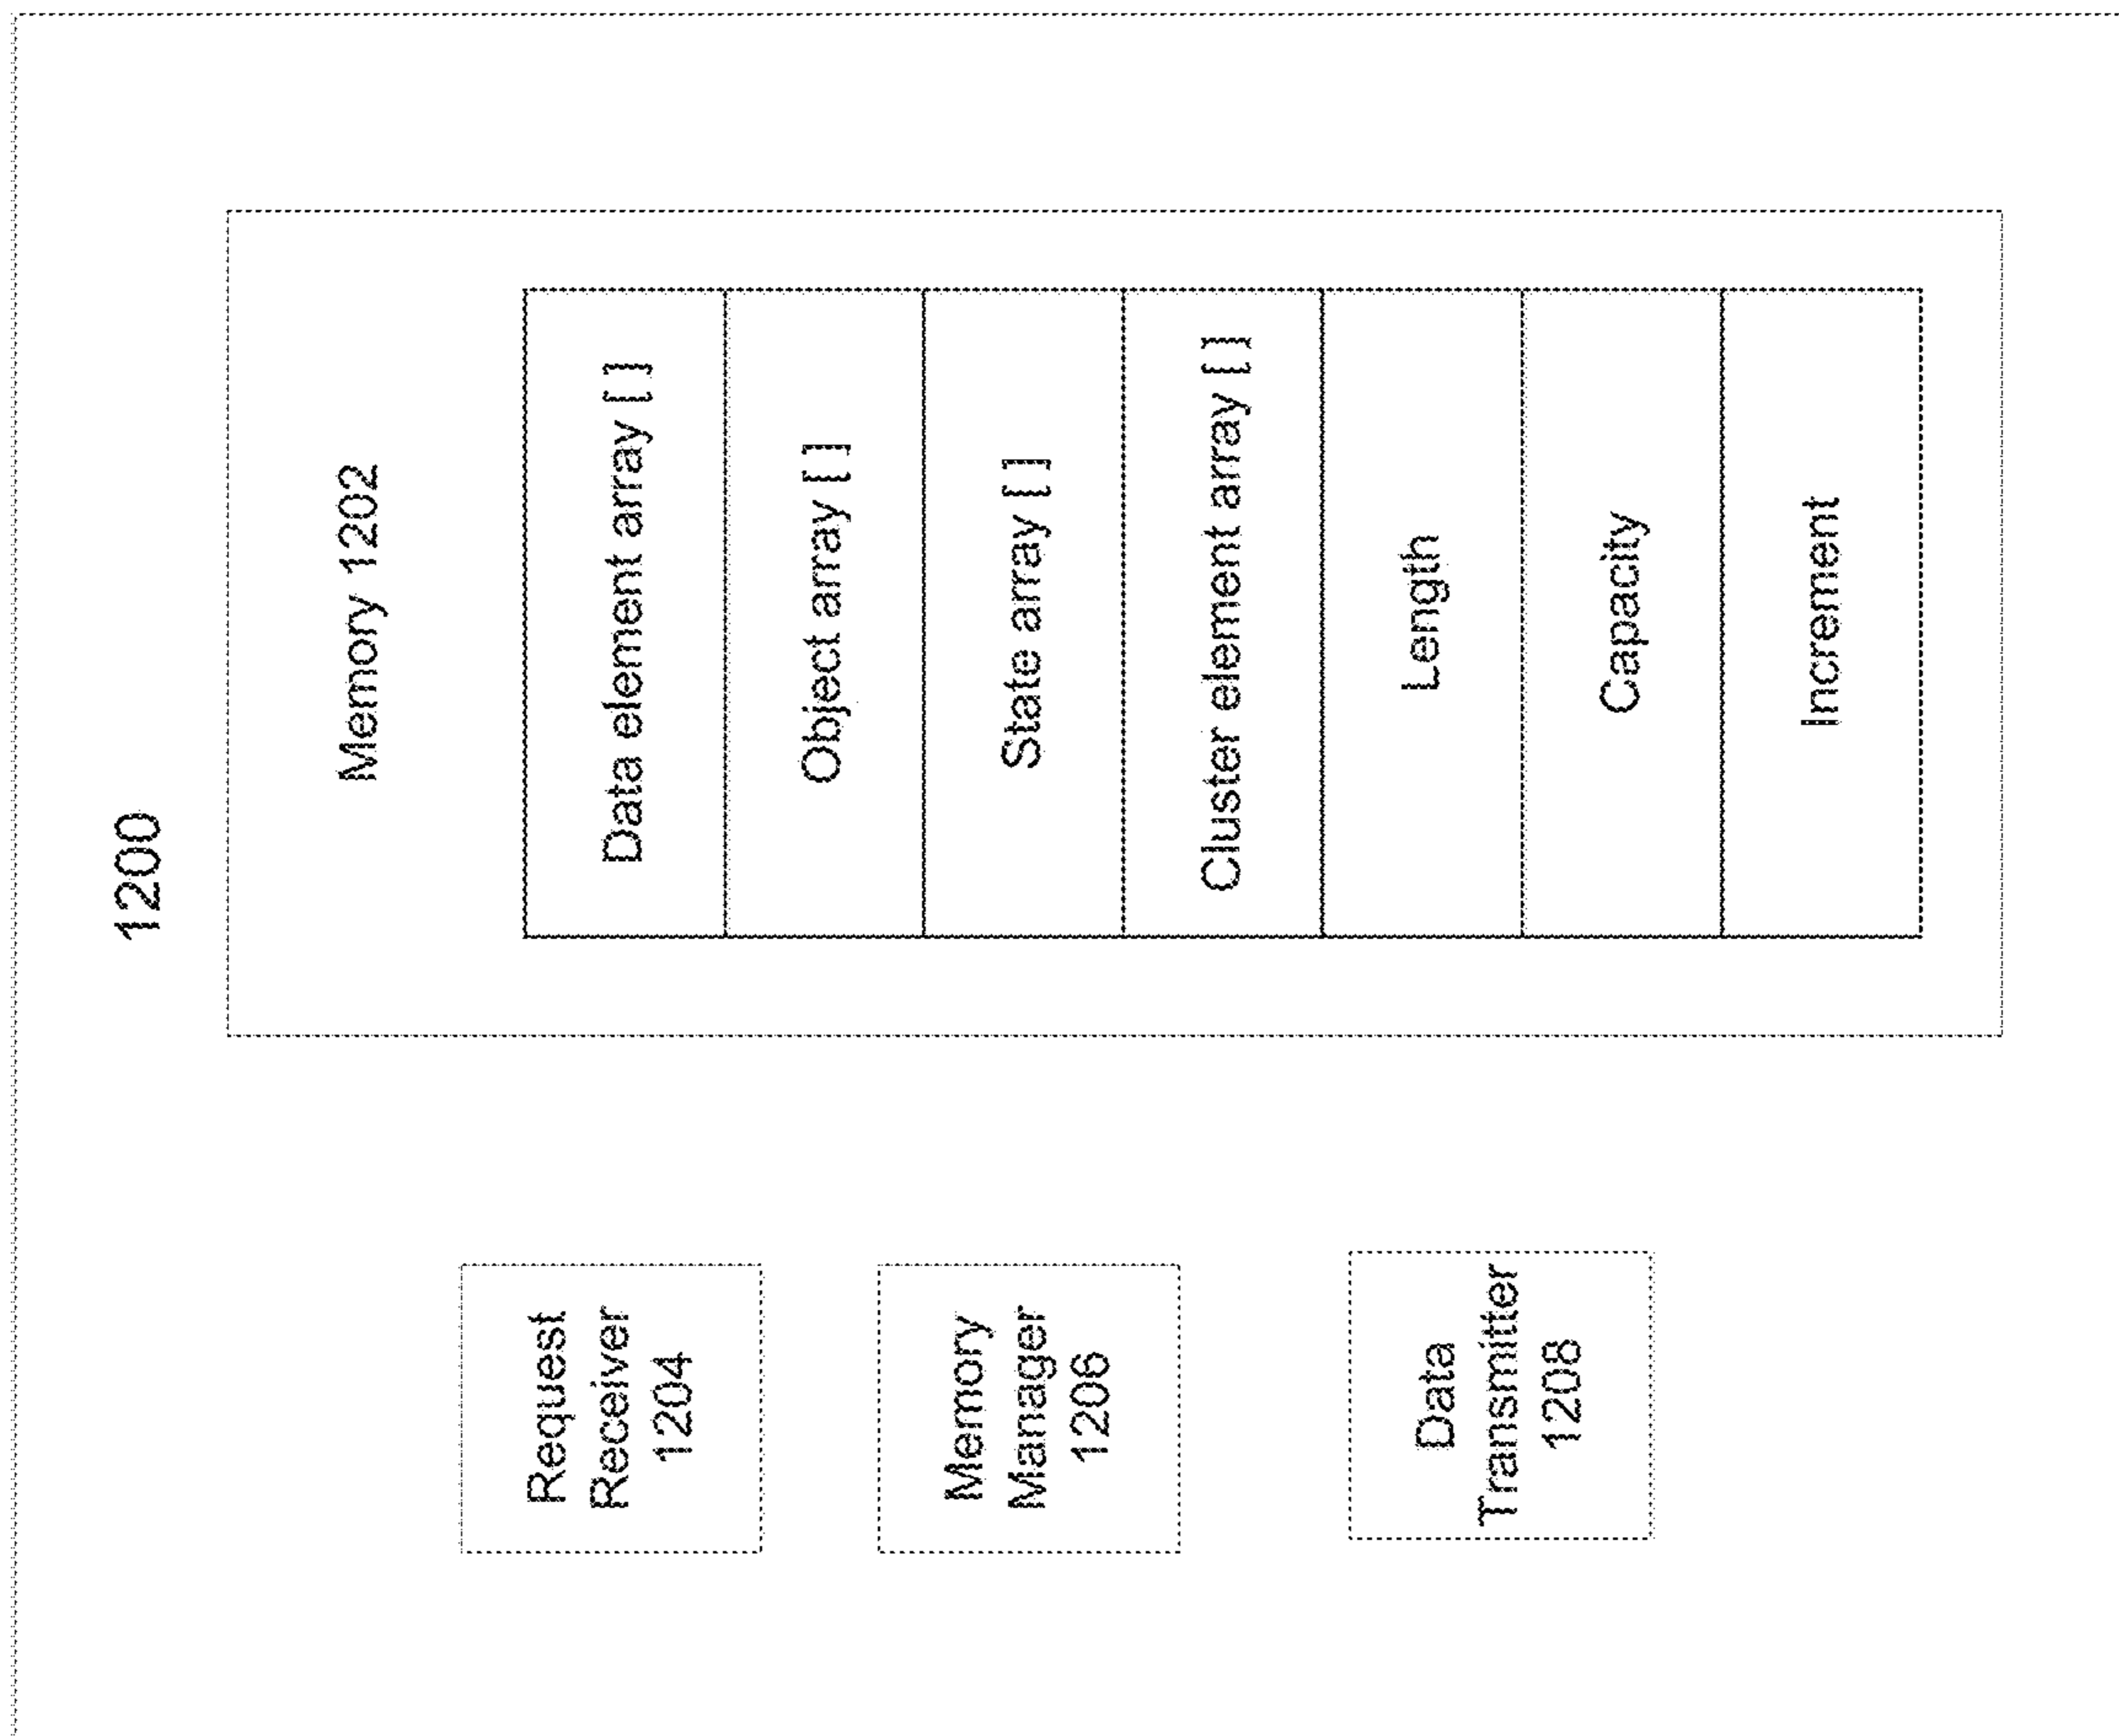 1200
Request
Receiver
1204
Memory
Manager
1206
Data
Transmitter
1208
Memory 1202
Data element array [ ]
Object array [ ]
State array [ ]
Cluster element array [ ]
Length
Capacity
Increment